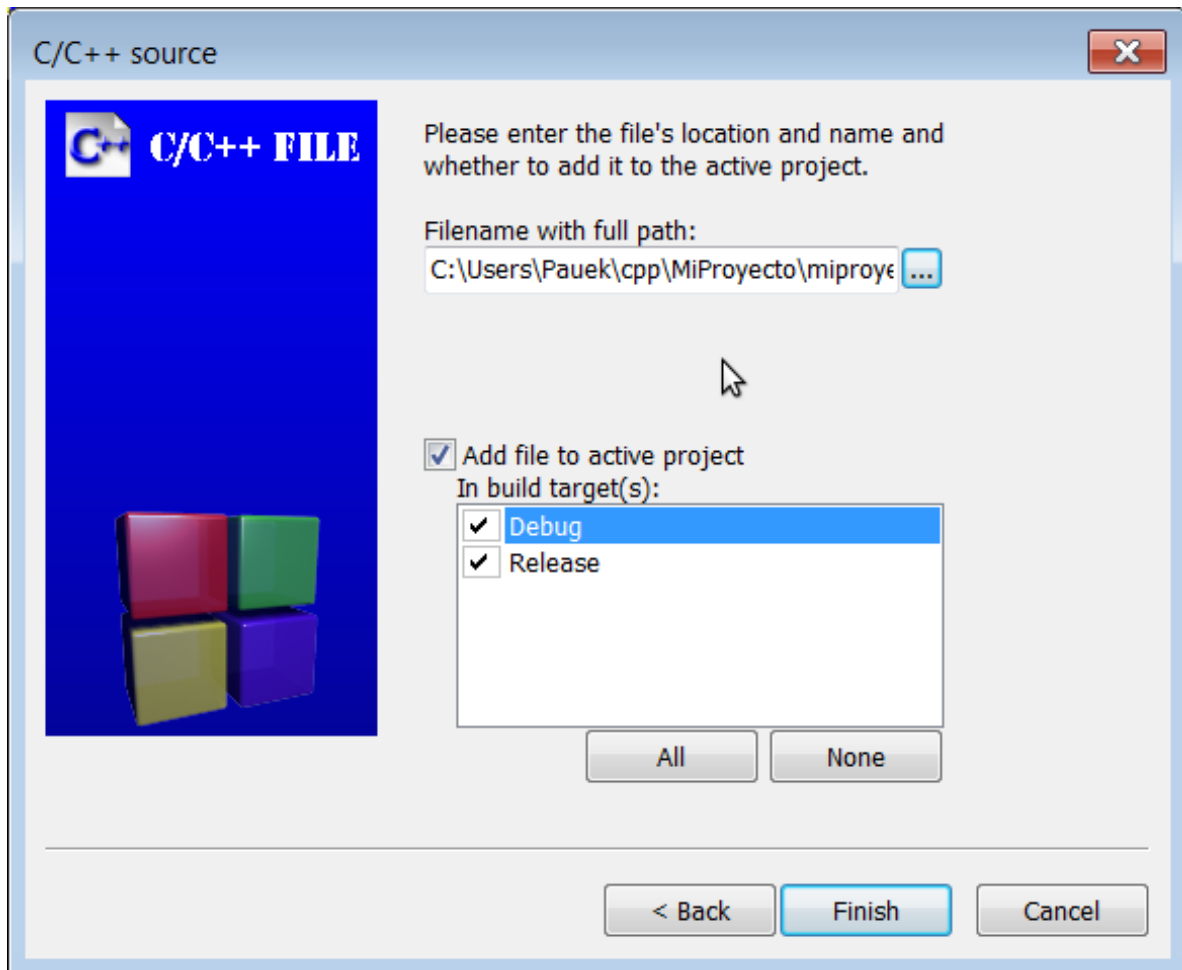 C/C++ source
C++ C/C++ FILE
Please enter the file's location and name and
whether to add it to the active project.
Filename with full path:
C:\Users\Pauek\cpp\MiProyecto\miproye
...
Add file to active project
In build target(s):
Debug
Release
All
None
< Back
Finish
Cancel